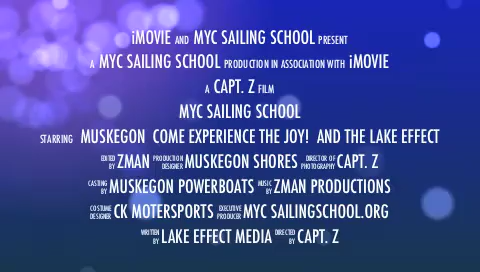 iMOVIE AND MYC SAILING SCHOOL PRESENT
A MYC SAILING SCHOOL PRODUCTION IN ASSOCIATION WITH iMOVIE
A CAPT. Z FILM
MYC SAILING SCHOOL
STARRING MUSKEGON COME EXPERIENCE THE JOY! AND THE LAKE EFFECT
EDITED BY ZMAN PRODUCTION DESIGNER MUSKEGON SHORES DIRECTOR OF PHOTOGRAPHY CAPT. Z
CASTING BY MUSKEGON POWERBOATS MUSIC BY ZMAN PRODUCTIONS
COSTUME DESIGNER CK MOTERSPORTS EXECUTIVE PRODUCER MYC SAILINGSCHOOL.ORG
WRITTEN BY LAKE EFFECT MEDIA DIRECTED BY CAPT. Z